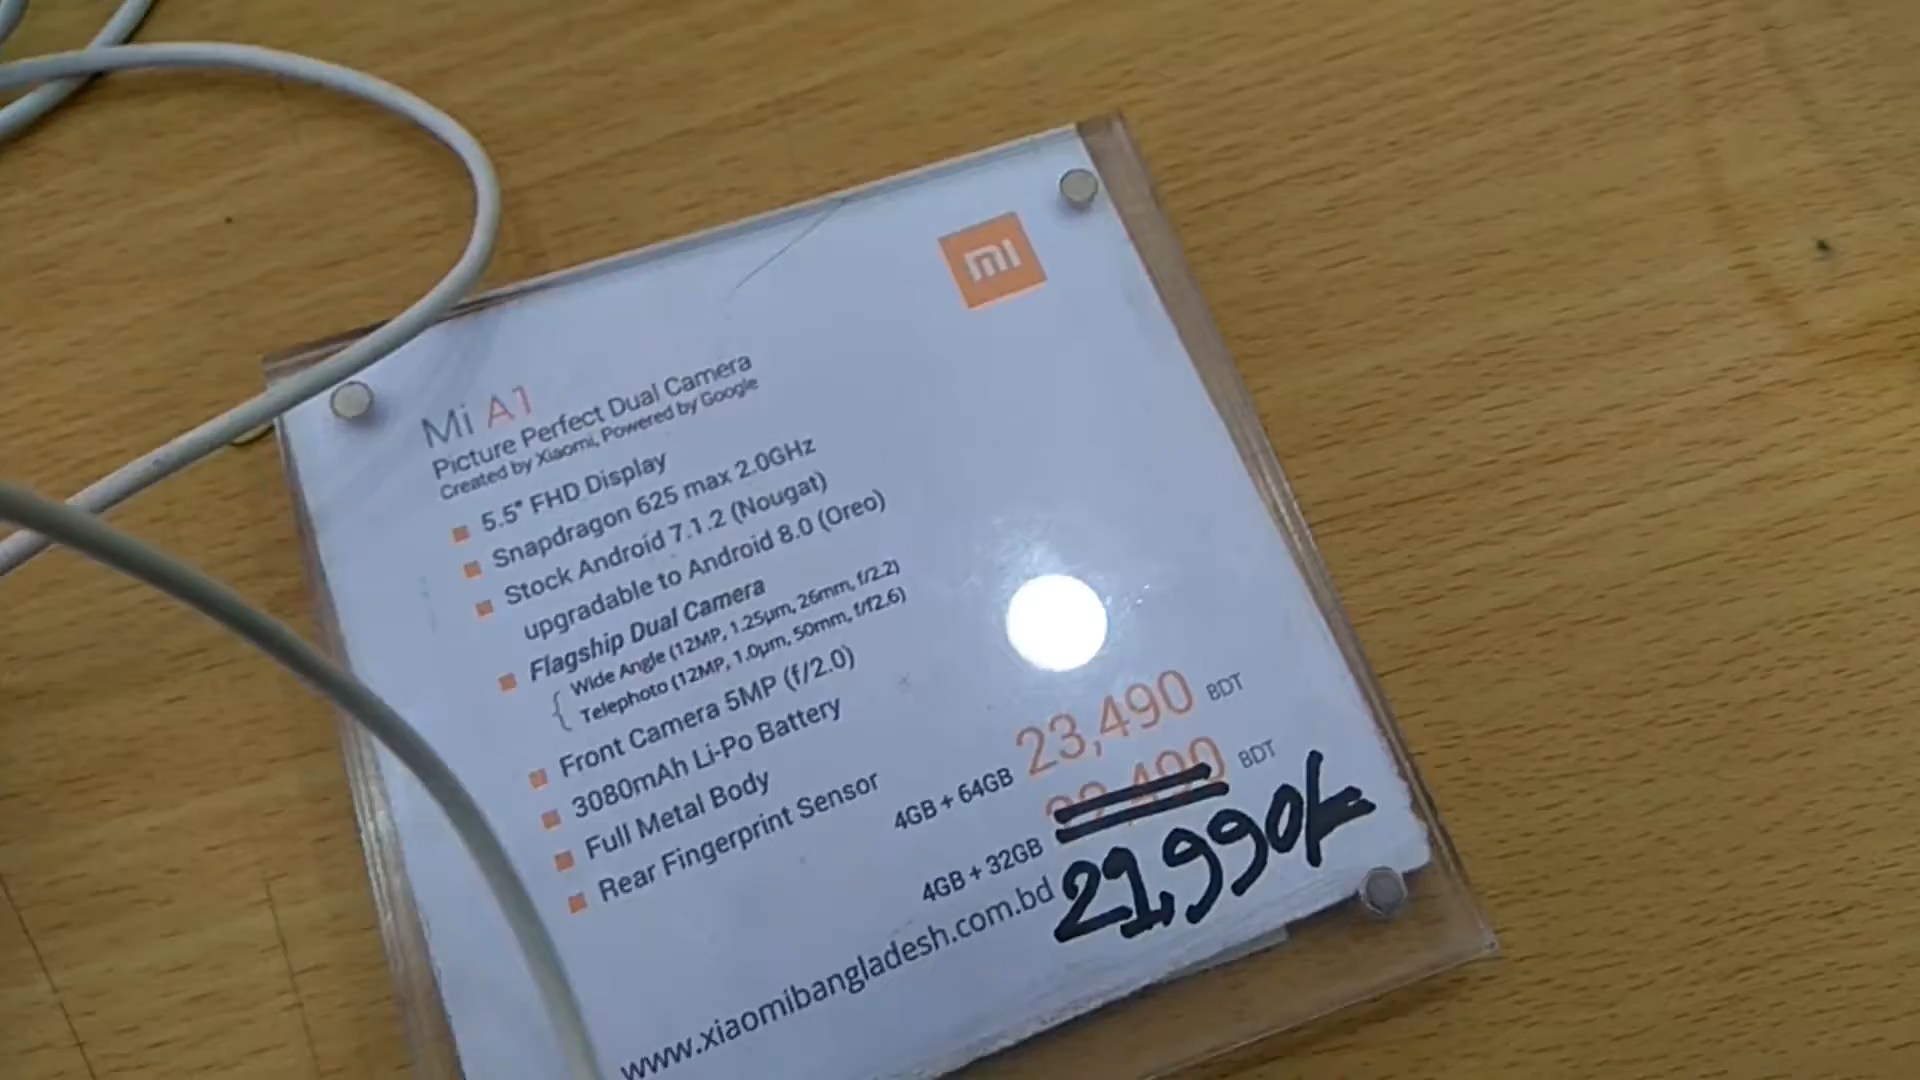 mi
Mi A1
Picture Perfect Dual Camera
Created by Xiaomi, Powered by Google
5.5" FHD Display
Snapdragon 625 max 2.0GHz
Stock Android 7.1.2 (Nougat)
upgradable to Android 8.0 (Oreo)
Flagship Dual Camera
Wide Angle (12MP, 1.25μm, 26mm, f/2.2)
Telephoto (12MP, 1.0μm, 50mm, f/f2.6)
Front Camera 5MP (f/2.0)
3080mAh Li-Po Battery
Full Metal Body
Rear Fingerprint Sensor
4GB + 64GB 23,490 BDT
4GB + 32GB 22,490 BDT
21,990/=
www.xiaomibangladesh.com.bd